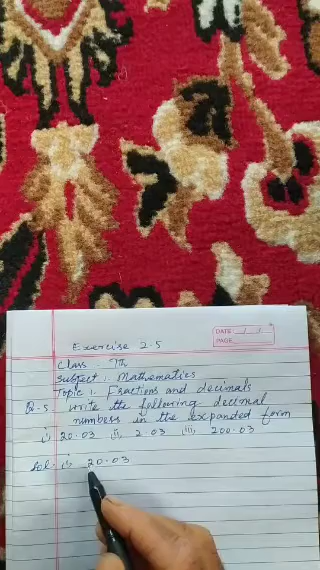 Exercise 2.5
DATE
PAGE
Class : 7th
Subject : Mathematics
Topic : Fractions and decimals
Q.5. Write the following decimal
numbers in the expanded form
i) 20.03 ii) 2.03 iii) 200.03
Sol. i) 20.03